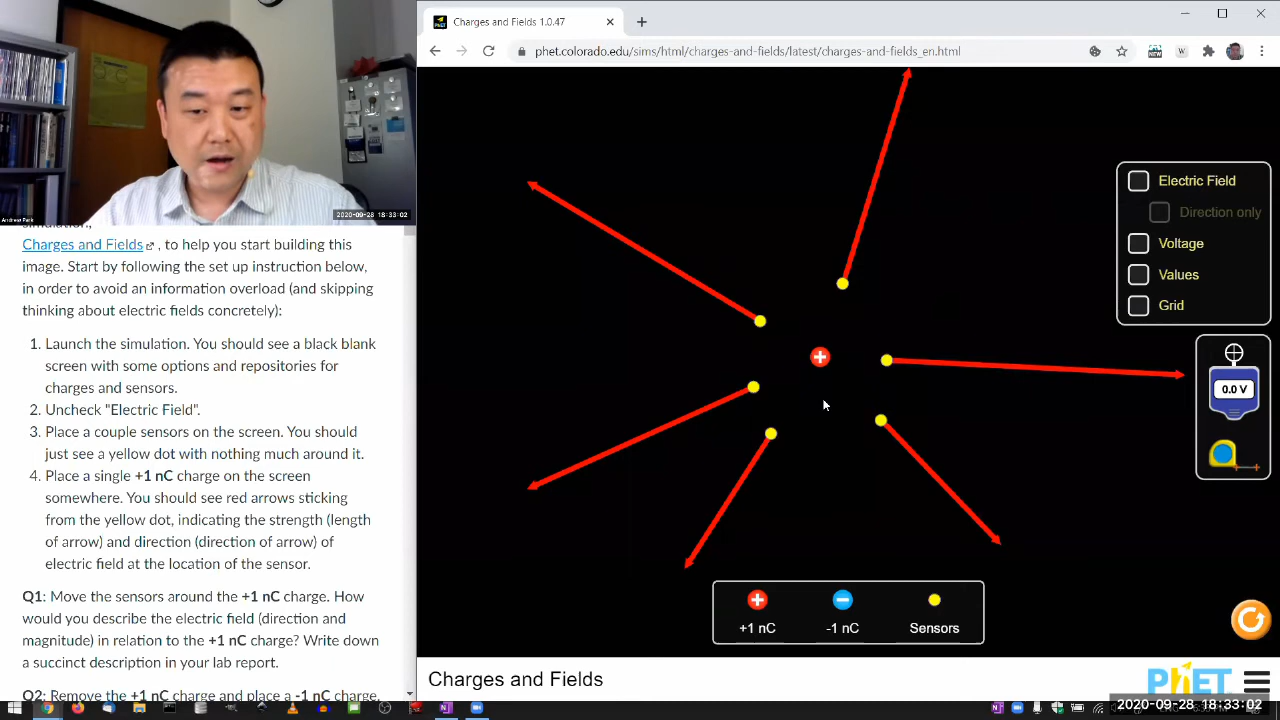 Charges and Fields 1.0.47
phet.colorado.edu/sims/html/charges-and-fields/latest/charges-and-fields_en.html
Andrew Park
2020-09-28 18:33:02
simulation,
Charges and Fields , to help you start building this
image. Start by following the set up instruction below,
in order to avoid an information overload (and skipping
thinking about electric fields concretely):
1. Launch the simulation. You should see a black blank
screen with some options and repositories for
charges and sensors.
2. Uncheck "Electric Field".
3. Place a couple sensors on the screen. You should
just see a yellow dot with nothing much around it.
4. Place a single +1 nC charge on the screen
somewhere. You should see red arrows sticking
from the yellow dot, indicating the strength (length
of arrow) and direction (direction of arrow) of
electric field at the location of the sensor.
Q1: Move the sensors around the +1 nC charge. How
would you describe the electric field (direction and
magnitude) in relation to the +1 nC charge? Write down
a succinct description in your lab report.
Q2: Remove the +1 nC charge and place a -1 nC charge.
Electric Field
Direction only
Voltage
Values
Grid
0.0 V
+1 nC
-1 nC
Sensors
Charges and Fields
PhET
2020-09-28 18:33:02